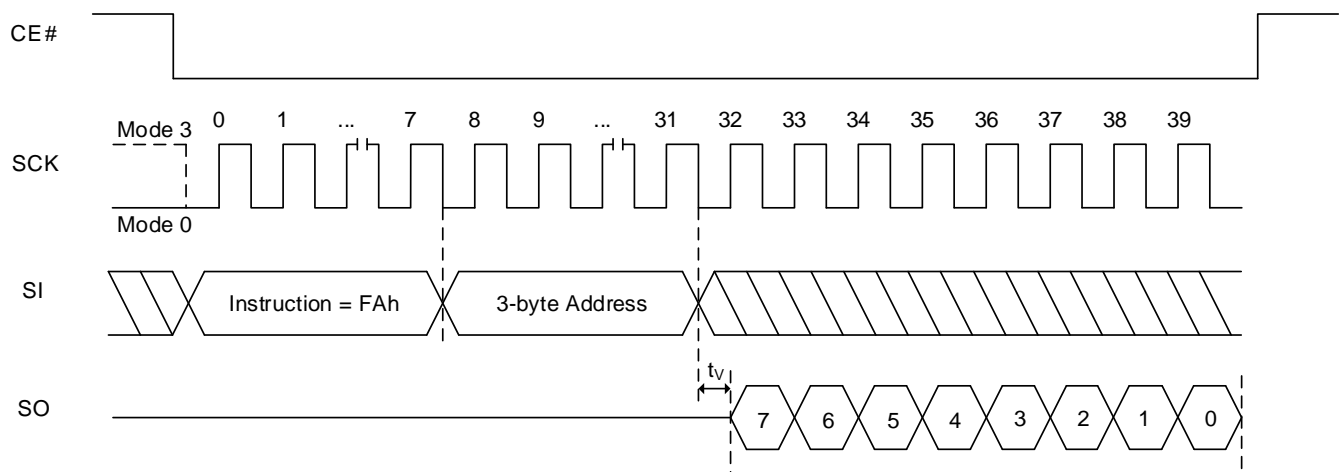 CE#
0 1 ... 7 8 9 ... 31 32 33 34 35 36 37 38 39
Mode 3
SCK
Mode 0
SI
Instruction = FAh
3-byte Address
tV
SO
7 6 5 4 3 2 1 0